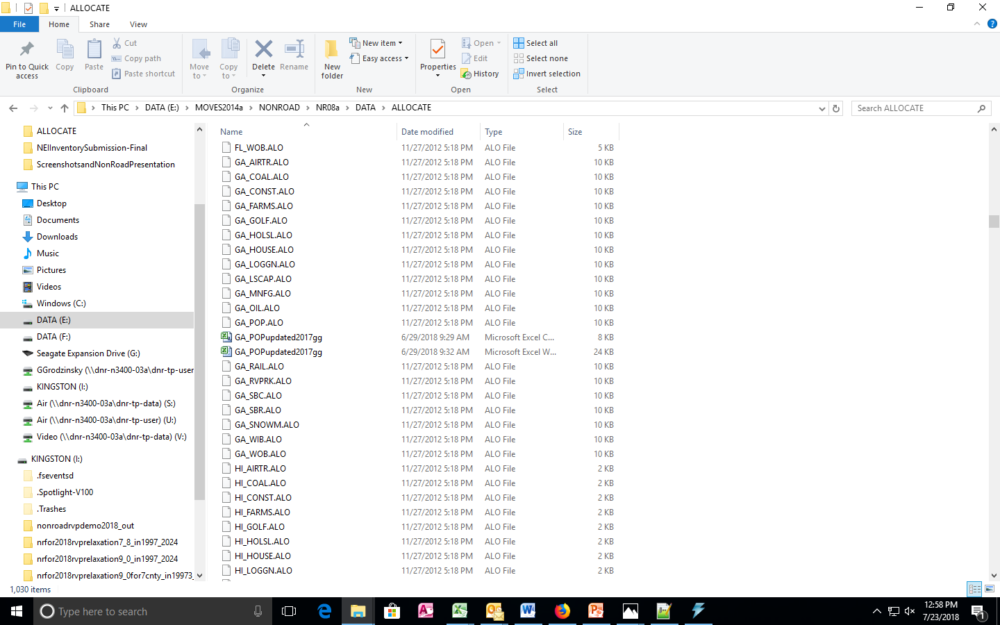 ALLOCATE
File Home Share View
Pin to Quick access
Copy
Paste
Cut
Copy path
Paste shortcut
Clipboard
Move to
Copy to
Delete
Rename
Organize
New folder
New item
Easy access
New
Properties
Open
Edit
History
Open
Select all
Select none
Invert selection
Select
This PC > DATA (E:) > MOVES2014a > NONROAD > NR08a > DATA > ALLOCATE
Search ALLOCATE
ALLOCATE
NEIInventorySubmission-Final
ScreenshotsandNonRoadPresentation
This PC
Desktop
Documents
Downloads
Music
Pictures
Videos
Windows (C:)
DATA (E:)
DATA (F:)
Seagate Expansion Drive (G:)
GGrodzinsky (\\dnr-n3400-03a\dnr-tp-user
KINGSTON (I:)
Air (\\dnr-n3400-03a\dnr-tp-data) (S:)
Air (\\dnr-n3400-03a\dnr-tp-user) (U:)
Video (\\dnr-n3400-03a\dnr-tp-data) (V:)
KINGSTON (I:)
.fseventsd
.Spotlight-V100
.Trashes
nonroadrvpdemo2018_out
nrfor2018rvprelaxation7_8_in1997_2024
nrfor2018rvprelaxation9_0_in1997_2024
nrfor2018rvprelaxation9_0for7cnty_in19973_
Name Date modified Type Size
FL_WOB.ALO 11/27/2012 5:18 PM ALO File 5 KB
GA_AIRTR.ALO 11/27/2012 5:18 PM ALO File 10 KB
GA_COAL.ALO 11/27/2012 5:18 PM ALO File 10 KB
GA_CONST.ALO 11/27/2012 5:18 PM ALO File 10 KB
GA_FARMS.ALO 11/27/2012 5:18 PM ALO File 10 KB
GA_GOLF.ALO 11/27/2012 5:18 PM ALO File 10 KB
GA_HOLSL.ALO 11/27/2012 5:18 PM ALO File 10 KB
GA_HOUSE.ALO 11/27/2012 5:18 PM ALO File 10 KB
GA_LOGGN.ALO 11/27/2012 5:18 PM ALO File 10 KB
GA_LSCAP.ALO 11/27/2012 5:18 PM ALO File 10 KB
GA_MNFG.ALO 11/27/2012 5:18 PM ALO File 10 KB
GA_OIL.ALO 11/27/2012 5:18 PM ALO File 10 KB
GA_POP.ALO 11/27/2012 5:18 PM ALO File 10 KB
GA_POPupdated2017gg 6/29/2018 9:29 AM Microsoft Excel C... 8 KB
GA_POPupdated2017gg 6/29/2018 9:32 AM Microsoft Excel W... 24 KB
GA_RAIL.ALO 11/27/2012 5:18 PM ALO File 10 KB
GA_RVPRK.ALO 11/27/2012 5:18 PM ALO File 10 KB
GA_SBC.ALO 11/27/2012 5:18 PM ALO File 10 KB
GA_SBR.ALO 11/27/2012 5:18 PM ALO File 10 KB
GA_SNOWM.ALO 11/27/2012 5:18 PM ALO File 10 KB
GA_WIB.ALO 11/27/2012 5:18 PM ALO File 10 KB
GA_WOB.ALO 11/27/2012 5:18 PM ALO File 10 KB
HI_AIRTR.ALO 11/27/2012 5:18 PM ALO File 2 KB
HI_COAL.ALO 11/27/2012 5:18 PM ALO File 2 KB
HI_CONST.ALO 11/27/2012 5:18 PM ALO File 2 KB
HI_FARMS.ALO 11/27/2012 5:18 PM ALO File 2 KB
HI_GOLF.ALO 11/27/2012 5:18 PM ALO File 2 KB
HI_HOLSL.ALO 11/27/2012 5:18 PM ALO File 2 KB
HI_HOUSE.ALO 11/27/2012 5:18 PM ALO File 2 KB
HI_LOGGN.ALO 11/27/2012 5:18 PM ALO File 2 KB
1,030 items
Type here to search
12:58 PM
7/23/2018
1